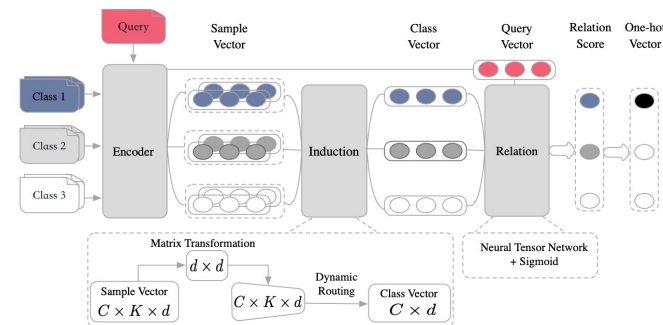 Query
Sample
Vector
Class
Vector
Query
Vector
Relation
Score
One-ho
Vector
Class 1
Class 2
Class 3
Encoder
Induction
Relation
Matrix Transformation
d × d
Sample Vector
C × K × d
C × K × d
Dynamic
Routing
Class Vector
C × d
Neural Tensor Network
+ Sigmoid